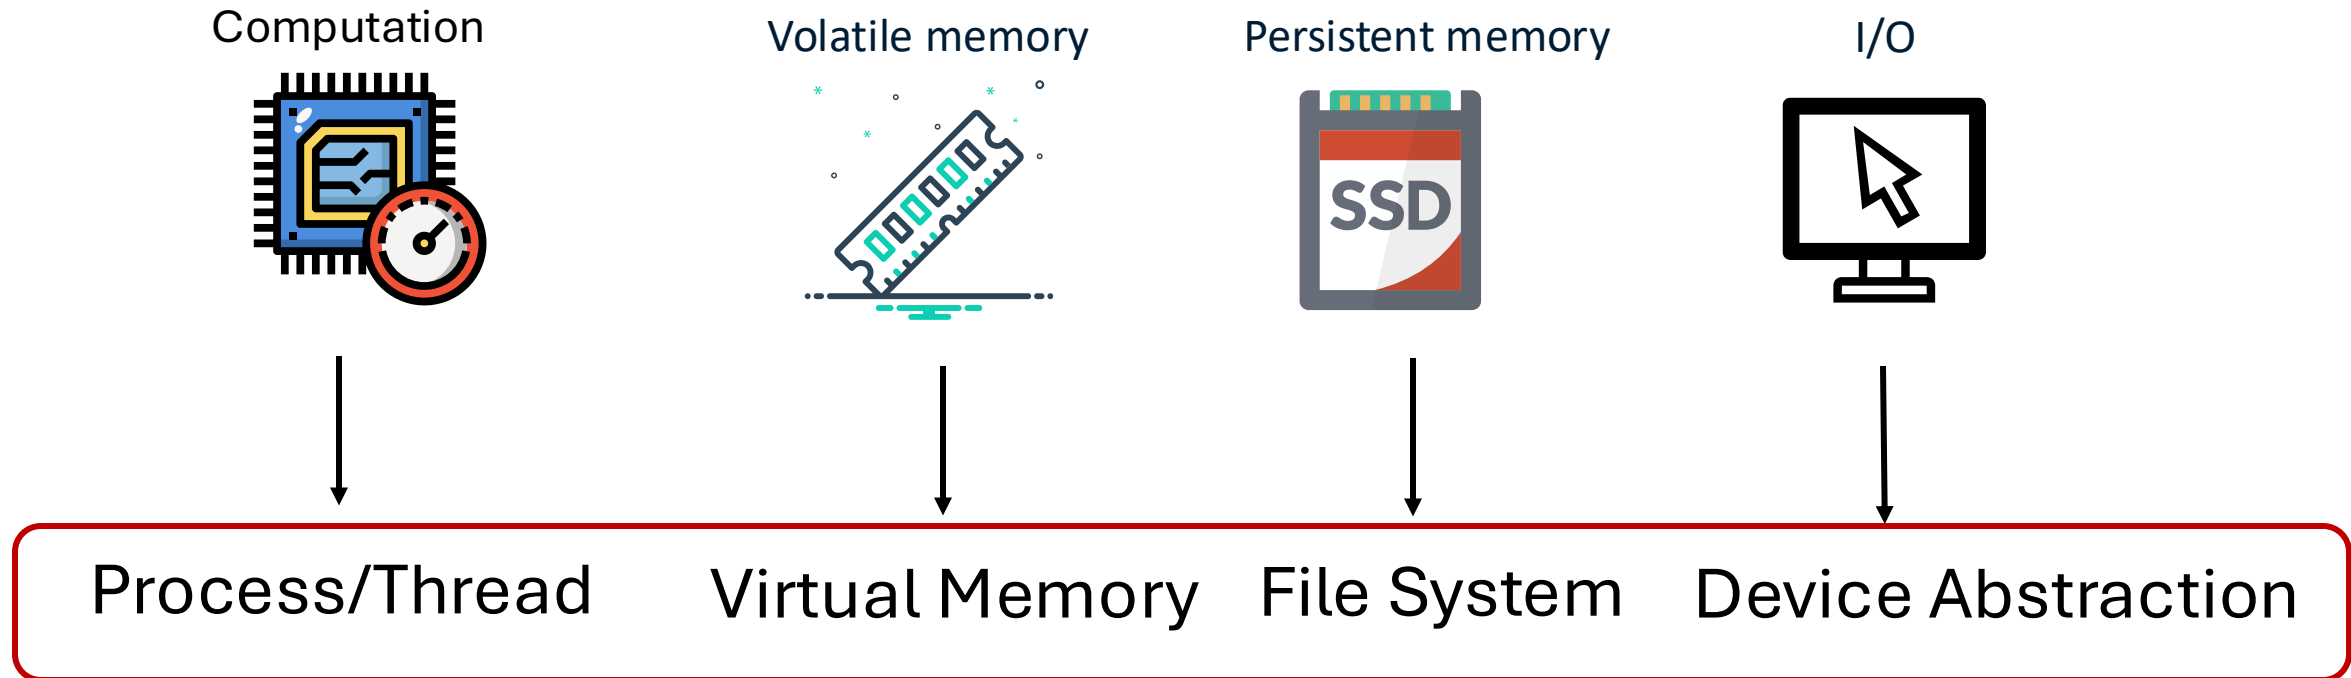 Computation
Volatile memory
Persistent memory
I/O
SSD
Process/Thread
Virtual Memory
File System
Device Abstraction